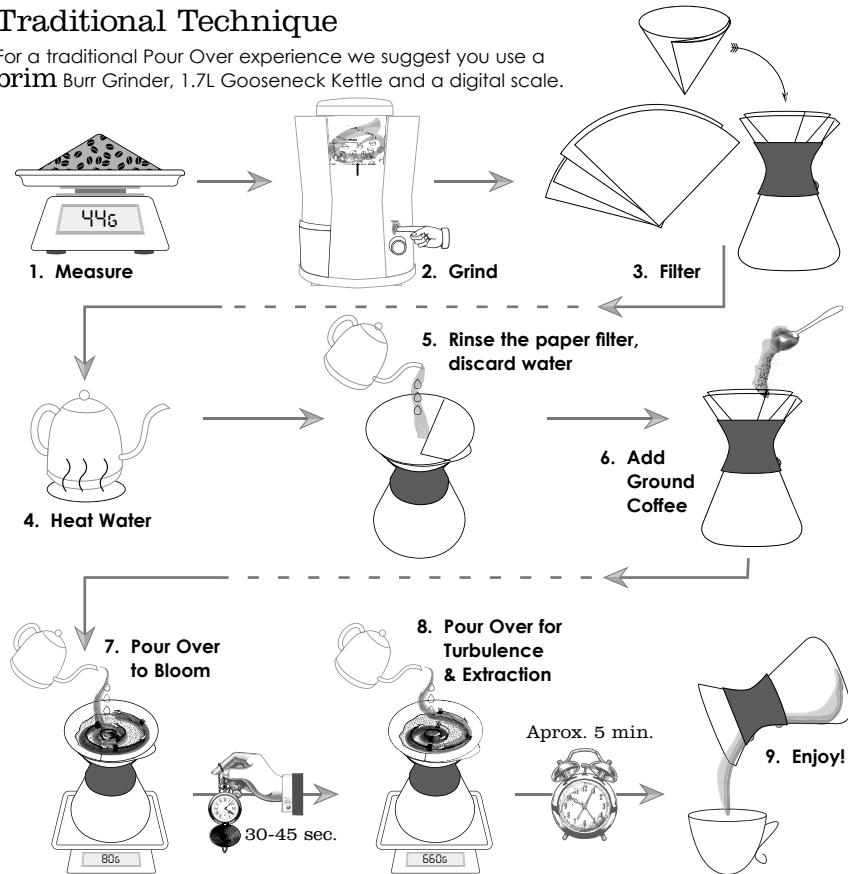 Traditional Technique
For a traditional Pour Over experience we suggest you use a
prim Burr Grinder, 1.7L Gooseneck Kettle and a digital scale.
44G
1. Measure
2. Grind
3. Filter
4. Heat Water
5. Rinse the paper filter,
discard water
6. Add
Ground
Coffee
7. Pour Over
to Bloom
80G
30-45 sec.
8. Pour Over for
Turbulence
& Extraction
660G
Aprox. 5 min.
9. Enjoy!